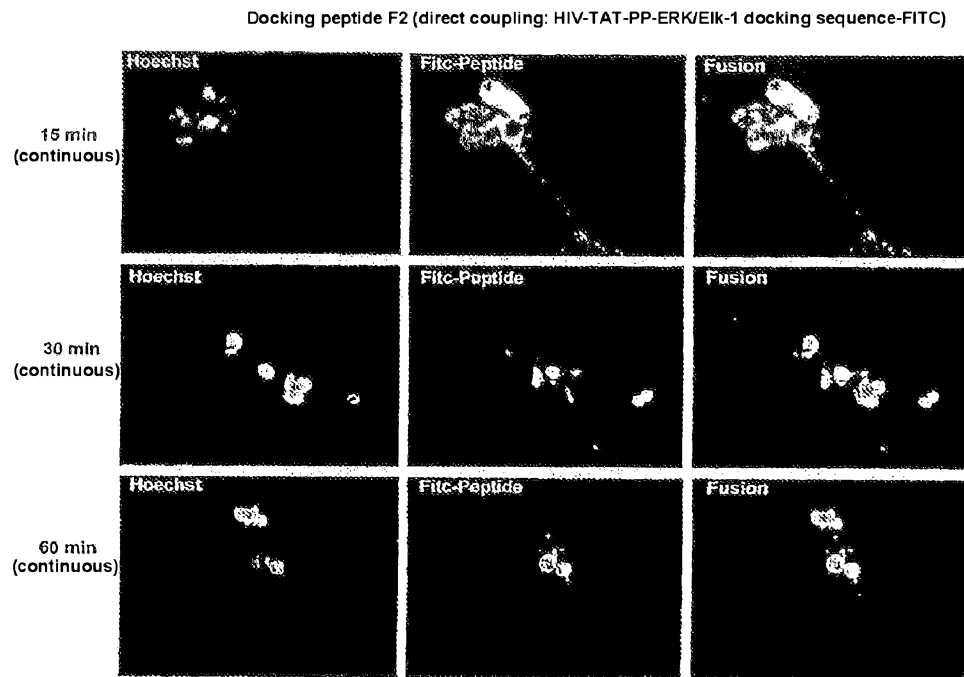 Docking peptide F2 (direct coupling: HIV-TAT-PP-ERK/Elk-1 docking sequence-FITC)
Hoechst
Fitc-Peptide
Fusion
15 min
(continuous)
Hoechst
Fitc-Peptide
Fusion
30 min
(continuous)
Hoechst
Fitc-Peptide
Fusion
60 min
(continuous)